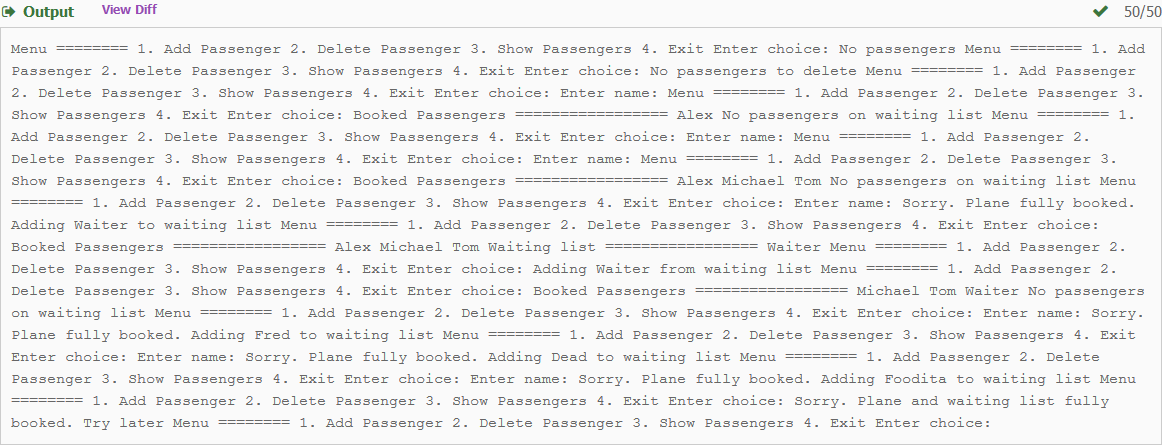 Output View Diff 50/50
Menu ======== 1. Add Passenger 2. Delete Passenger 3. Show Passengers 4. Exit Enter choice: No passengers Menu ======== 1. Add
Passenger 2. Delete Passenger 3. Show Passengers 4. Exit Enter choice: No passengers to delete Menu ======== 1. Add Passenger
2. Delete Passenger 3. Show Passengers 4. Exit Enter choice: Enter name: Menu ======== 1. Add Passenger 2. Delete Passenger 3.
Show Passengers 4. Exit Enter choice: Booked Passengers ================= Alex No passengers on waiting list Menu ======== 1.
Add Passenger 2. Delete Passenger 3. Show Passengers 4. Exit Enter choice: Enter name: Menu ======== 1. Add Passenger 2.
Delete Passenger 3. Show Passengers 4. Exit Enter choice: Enter name: Menu ======== 1. Add Passenger 2. Delete Passenger 3.
Show Passengers 4. Exit Enter choice: Booked Passengers ================= Alex Michael Tom No passengers on waiting list Menu
======== 1. Add Passenger 2. Delete Passenger 3. Show Passengers 4. Exit Enter choice: Enter name: Sorry. Plane fully booked.
Adding Waiter to waiting list Menu ======== 1. Add Passenger 2. Delete Passenger 3. Show Passengers 4. Exit Enter choice:
Booked Passengers ================= Alex Michael Tom Waiting list ================= Waiter Menu ======== 1. Add Passenger 2.
Delete Passenger 3. Show Passengers 4. Exit Enter choice: Adding Waiter from waiting list Menu ======== 1. Add Passenger 2.
Delete Passenger 3. Show Passengers 4. Exit Enter choice: Booked Passengers ================= Michael Tom Waiter No passengers
on waiting list Menu ======== 1. Add Passenger 2. Delete Passenger 3. Show Passengers 4. Exit Enter choice: Enter name: Sorry.
Plane fully booked. Adding Fred to waiting list Menu ======== 1. Add Passenger 2. Delete Passenger 3. Show Passengers 4. Exit
Enter choice: Enter name: Sorry. Plane fully booked. Adding Dead to waiting list Menu ======== 1. Add Passenger 2. Delete
Passenger 3. Show Passengers 4. Exit Enter choice: Enter name: Sorry. Plane fully booked. Adding Foodita to waiting list Menu
======== 1. Add Passenger 2. Delete Passenger 3. Show Passengers 4. Exit Enter choice: Sorry. Plane and waiting list fully
booked. Try later Menu ======== 1. Add Passenger 2. Delete Passenger 3. Show Passengers 4. Exit Enter choice: